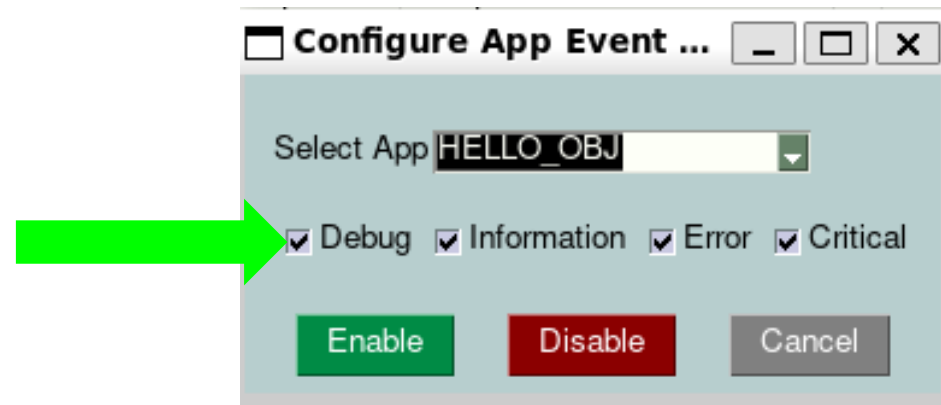 Configure App Event ...
Select App HELLO_OBJ
Debug Information Error Critical
Enable Disable Cancel